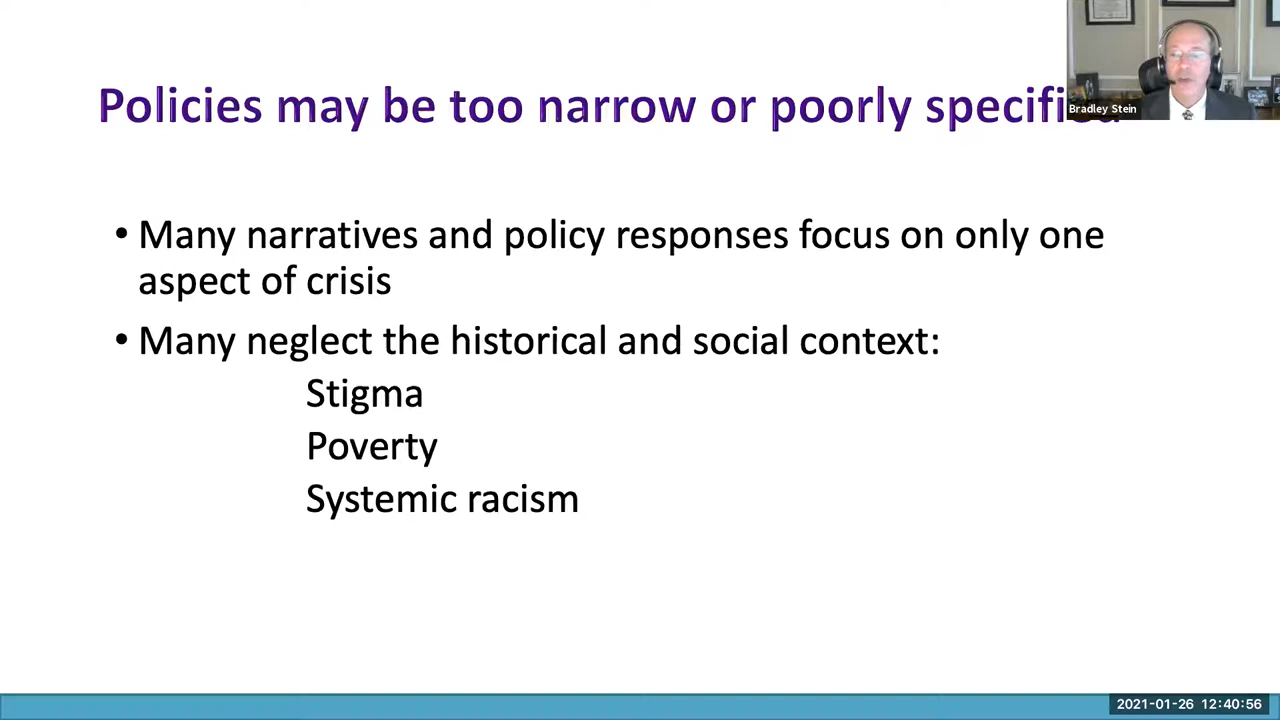 Policies may be too narrow or poorly specified
Bradley Stein
• Many narratives and policy responses focus on only one
aspect of crisis
• Many neglect the historical and social context:
Stigma
Poverty
Systemic racism
2021-01-26 12:40:56